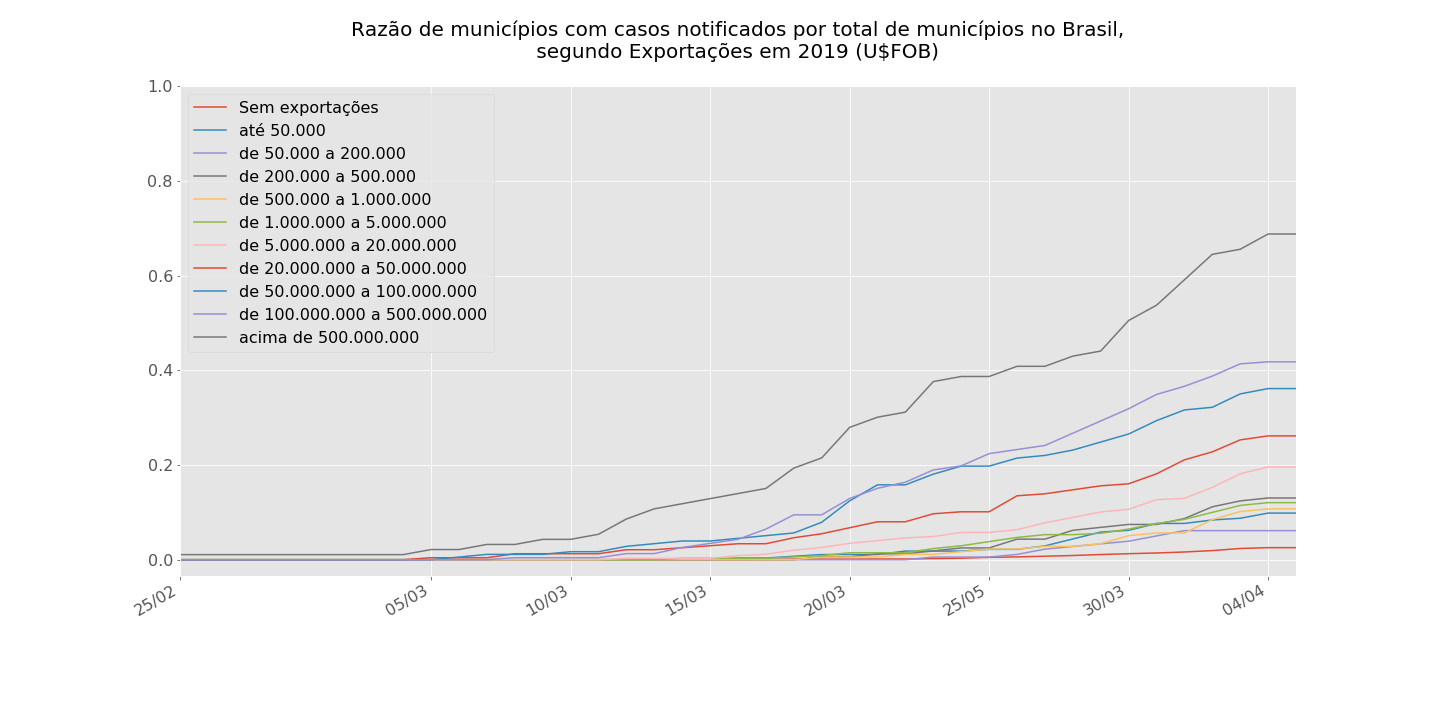 Razão de municípios com casos notificados por total de municípios no Brasil,
segundo Exportações em 2019 (U$FOB)
1.0
0.8
0.6
0.4
0.2
0.0
Sem exportações
até 50.000
de 50.000 a 200.000
de 200.000 a 500.000
de 500.000 a 1.000.000
de 1.000.000 a 5.000.000
de 5.000.000 a 20.000.000
de 20.000.000 a 50.000.000
de 50.000.000 a 100.000.000
de 100.000.000 a 500.000.000
acima de 500.000.000
25/02
05/03
10/03
15/03
20/03
25/05
30/03
04/04